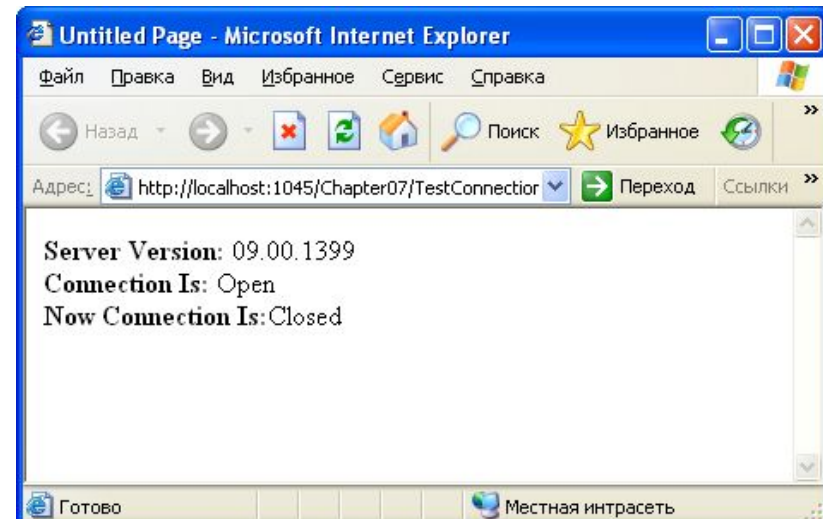 Untitled Page - Microsoft Internet Explorer
Файл Правка Вид Избранное Сервис Справка
Назад Поиск Избранное »
Адрес: http://localhost:1045/Chapter07/TestConnection Переход Ссылки »
Server Version: 09.00.1399
Connection Is: Open
Now Connection Is:Closed
Готово Местная интрасеть